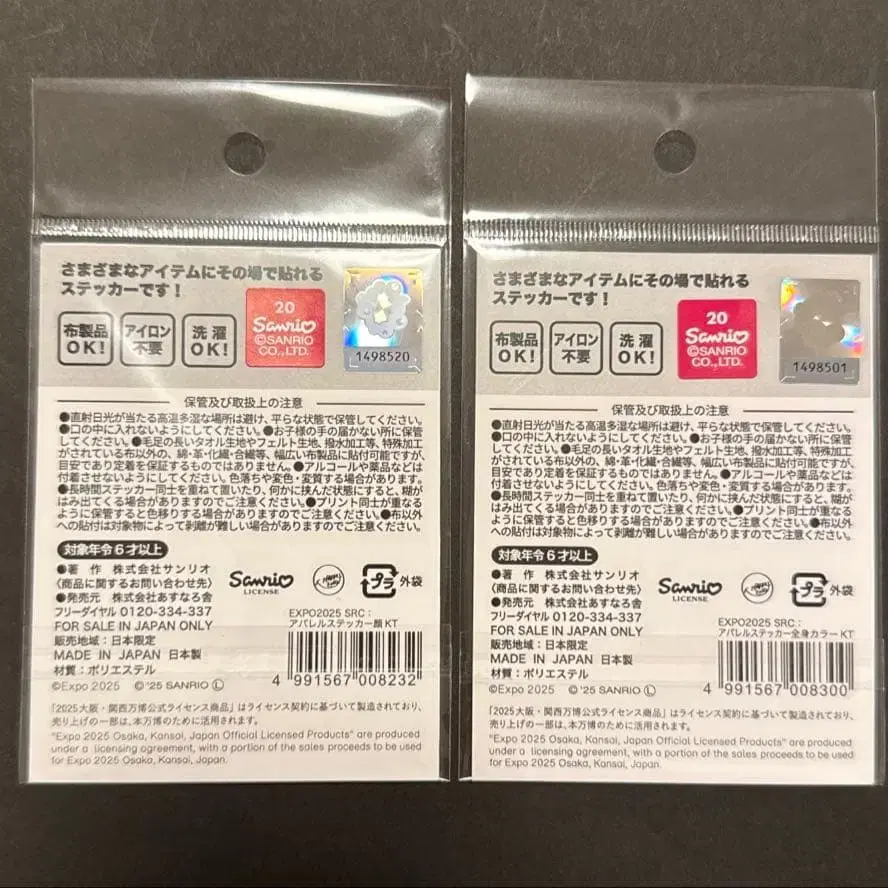 さまざまなアイテムにその場で貼れる
ステッカーです！
布製品
OK！
アイロン
不要
洗濯
OK！
20
Sanrio
©SANRIO
CO.,LTD.
1498520
保管及び取扱上の注意
●直射日光が当たる高温多湿な場所は避け、平らな状態で保管してください。
●口の中に入れないようにしてください。●お子様の手の届かない所に保管
してください。●毛足の長いタオル生地やフェルト生地、撥水加工等、特殊加工
がされている布以外の、綿・革・化繊・合繊等、幅広い布製品に貼付可能ですが、
目安であり定着を保証するものではありません。●アルコールや薬品などは
付着させないようにしてください。色落ちや変色・変質する場合があります。
●長時間ステッカー同士を重ねて置いたり、何かに挟んだ状態にすると、糊が
はみ出てくる場合がありますのでご注意ください。●プリント同士が重なる
ように保管すると色移りする場合がありますのでご注意ください。●布以外
への貼付は対象物によって剥離が難しい場合がありますのでご注意ください。
対象年令6才以上
●著　作　株式会社サンリオ
〈商品に関するお問い合わせ先〉
●発売元　株式会社あすなろ舎
フリーダイヤル 0120-334-337
FOR SALE IN JAPAN ONLY
販売地域：日本限定
MADE IN JAPAN 日本製
材質：ポリエステル
©Expo 2025　©'25 SANRIO Ⓛ
Sanrio
LICENSE
プラ
外袋
EXPO2025 SRC：
アパレルステッカー顔 KT
4 991567 008232
「2025大阪・関西万博公式ライセンス商品」はライセンス契約に基づいて製造されており、
売り上げの一部は、本万博のために活用されます。
"Expo 2025 Osaka, Kansai, Japan Official Licensed Products" are produced
under a licensing agreement, with a portion of the sales proceeds to be used
for Expo 2025 Osaka, Kansai, Japan.
さまざまなアイテムにその場で貼れる
ステッカーです！
布製品
OK！
アイロン
不要
洗濯
OK！
20
Sanrio
©SANRIO
CO.,LTD.
1498501
保管及び取扱上の注意
●直射日光が当たる高温多湿な場所は避け、平らな状態で保管してください。
●口の中に入れないようにしてください。●お子様の手の届かない所に保管
してください。●毛足の長いタオル生地やフェルト生地、撥水加工等、特殊加工
がされている布以外の、綿・革・化繊・合繊等、幅広い布製品に貼付可能ですが、
目安であり定着を保証するものではありません。●アルコールや薬品などは
付着させないようにしてください。色落ちや変色・変質する場合があります。
●長時間ステッカー同士を重ねて置いたり、何かに挟んだ状態にすると、糊が
はみ出てくる場合がありますのでご注意ください。●プリント同士が重なる
ように保管すると色移りする場合がありますのでご注意ください。●布以外
への貼付は対象物によって剥離が難しい場合がありますのでご注意ください。
対象年令6才以上
●著　作　株式会社サンリオ
〈商品に関するお問い合わせ先〉
●発売元　株式会社あすなろ舎
フリーダイヤル 0120-334-337
FOR SALE IN JAPAN ONLY
販売地域：日本限定
MADE IN JAPAN 日本製
材質：ポリエステル
©Expo 2025　©'25 SANRIO Ⓛ
Sanrio
LICENSE
プラ
外袋
EXPO2025 SRC：
アパレルステッカー全身カラー KT
4 991567 008300
「2025大阪・関西万博公式ライセンス商品」はライセンス契約に基づいて製造されており、
売り上げの一部は、本万博のために活用されます。
"Expo 2025 Osaka, Kansai, Japan Official Licensed Products" are produced
under a licensing agreement, with a portion of the sales proceeds to be used
for Expo 2025 Osaka, Kansai, Japan.